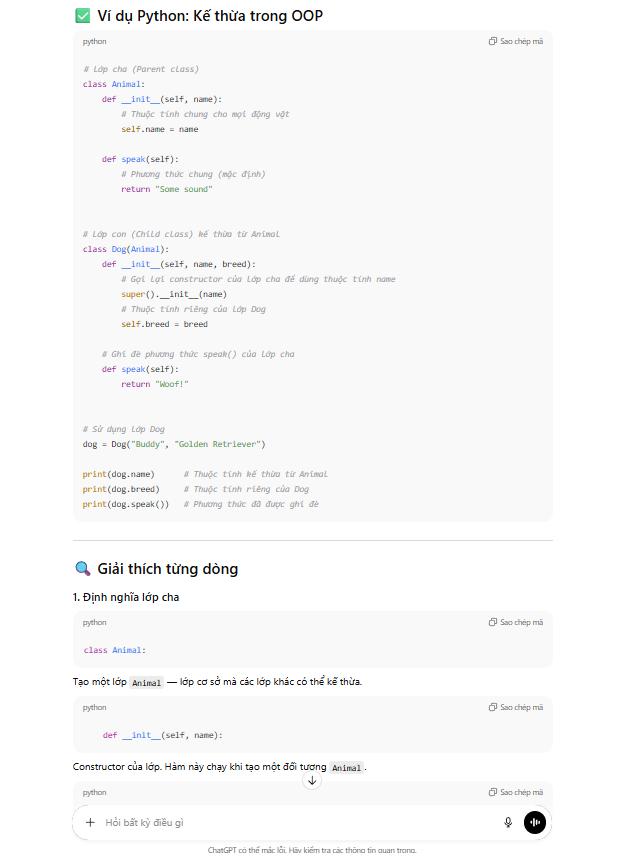 Ví dụ Python: Kế thừa trong OOP
python
Sao chép mã
# Lớp cha (Parent class)
class Animal:
    def __init__(self, name):
        # Thuộc tính chung cho mọi động vật
        self.name = name
    def speak(self):
        # Phương thức chung (mặc định)
        return "Some sound"
# Lớp con (Child class) kế thừa từ Animal
class Dog(Animal):
    def __init__(self, name, breed):
        # Gọi lại constructor của lớp cha để dùng thuộc tính name
        super().__init__(name)
        # Thuộc tính riêng của lớp Dog
        self.breed = breed
    # Ghi đè phương thức speak() của lớp cha
    def speak(self):
        return "Woof!"
# Sử dụng lớp Dog
dog = Dog("Buddy", "Golden Retriever")
print(dog.name)      # Thuộc tính kế thừa từ Animal
print(dog.breed)     # Thuộc tính riêng của Dog
print(dog.speak())   # Phương thức đã được ghi đè
Giải thích từng dòng
1. Định nghĩa lớp cha
python
Sao chép mã
class Animal:
Tạo một lớp Animal — lớp cơ sở mà các lớp khác có thể kế thừa.
python
Sao chép mã
    def __init__(self, name):
Constructor của lớp. Hàm này chạy khi tạo một đối tượng Animal.
python
Sao chép mã
Hỏi bất kỳ điều gì
ChatGPT có thể mắc lỗi. Hãy kiểm tra các thông tin quan trọng.